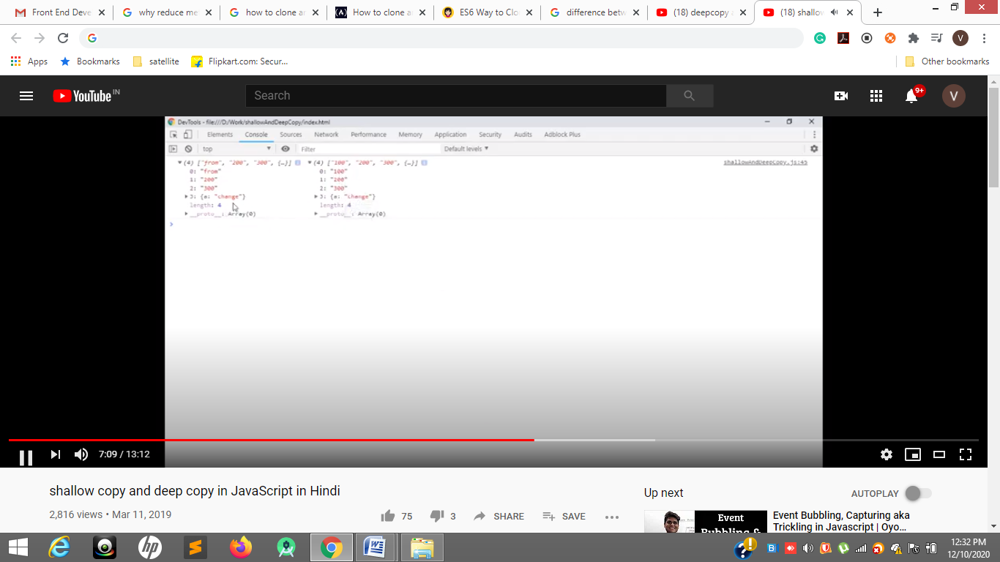 Front End Deve
why reduce me
how to clone an
How to clone a
ES6 Way to Clo
difference betw
(18) deepcopy a
(18) shallow
V
Apps
Bookmarks
satellite
Flipkart.com: Secur...
Other bookmarks
YouTube IN
Search
9+
V
DevTools - file:///D:/Work/shallowAndDeepCopy/index.html
Elements
Console
Sources
Network
Performance
Memory
Application
Security
Audits
Adblock Plus
top
Filter
Default levels
(4) ["from", "200", "300", {…}]
(4) ["100", "200", "300", {…}]
shallowAndDeepCopy.js:45
0: "from"
0: "100"
1: "200"
1: "200"
2: "300"
2: "300"
3: {a: "change"}
3: {a: "change"}
length: 4
length: 4
__proto__: Array(0)
__proto__: Array(0)
7:09 / 13:12
shallow copy and deep copy in JavaScript in Hindi
2,816 views • Mar 11, 2019
75
3
SHARE
SAVE
Up next
AUTOPLAY
Event
Bubbling &
Event Bubbling, Capturing aka
Trickling in Javascript | Oyo...
12:32 PM
12/10/2020